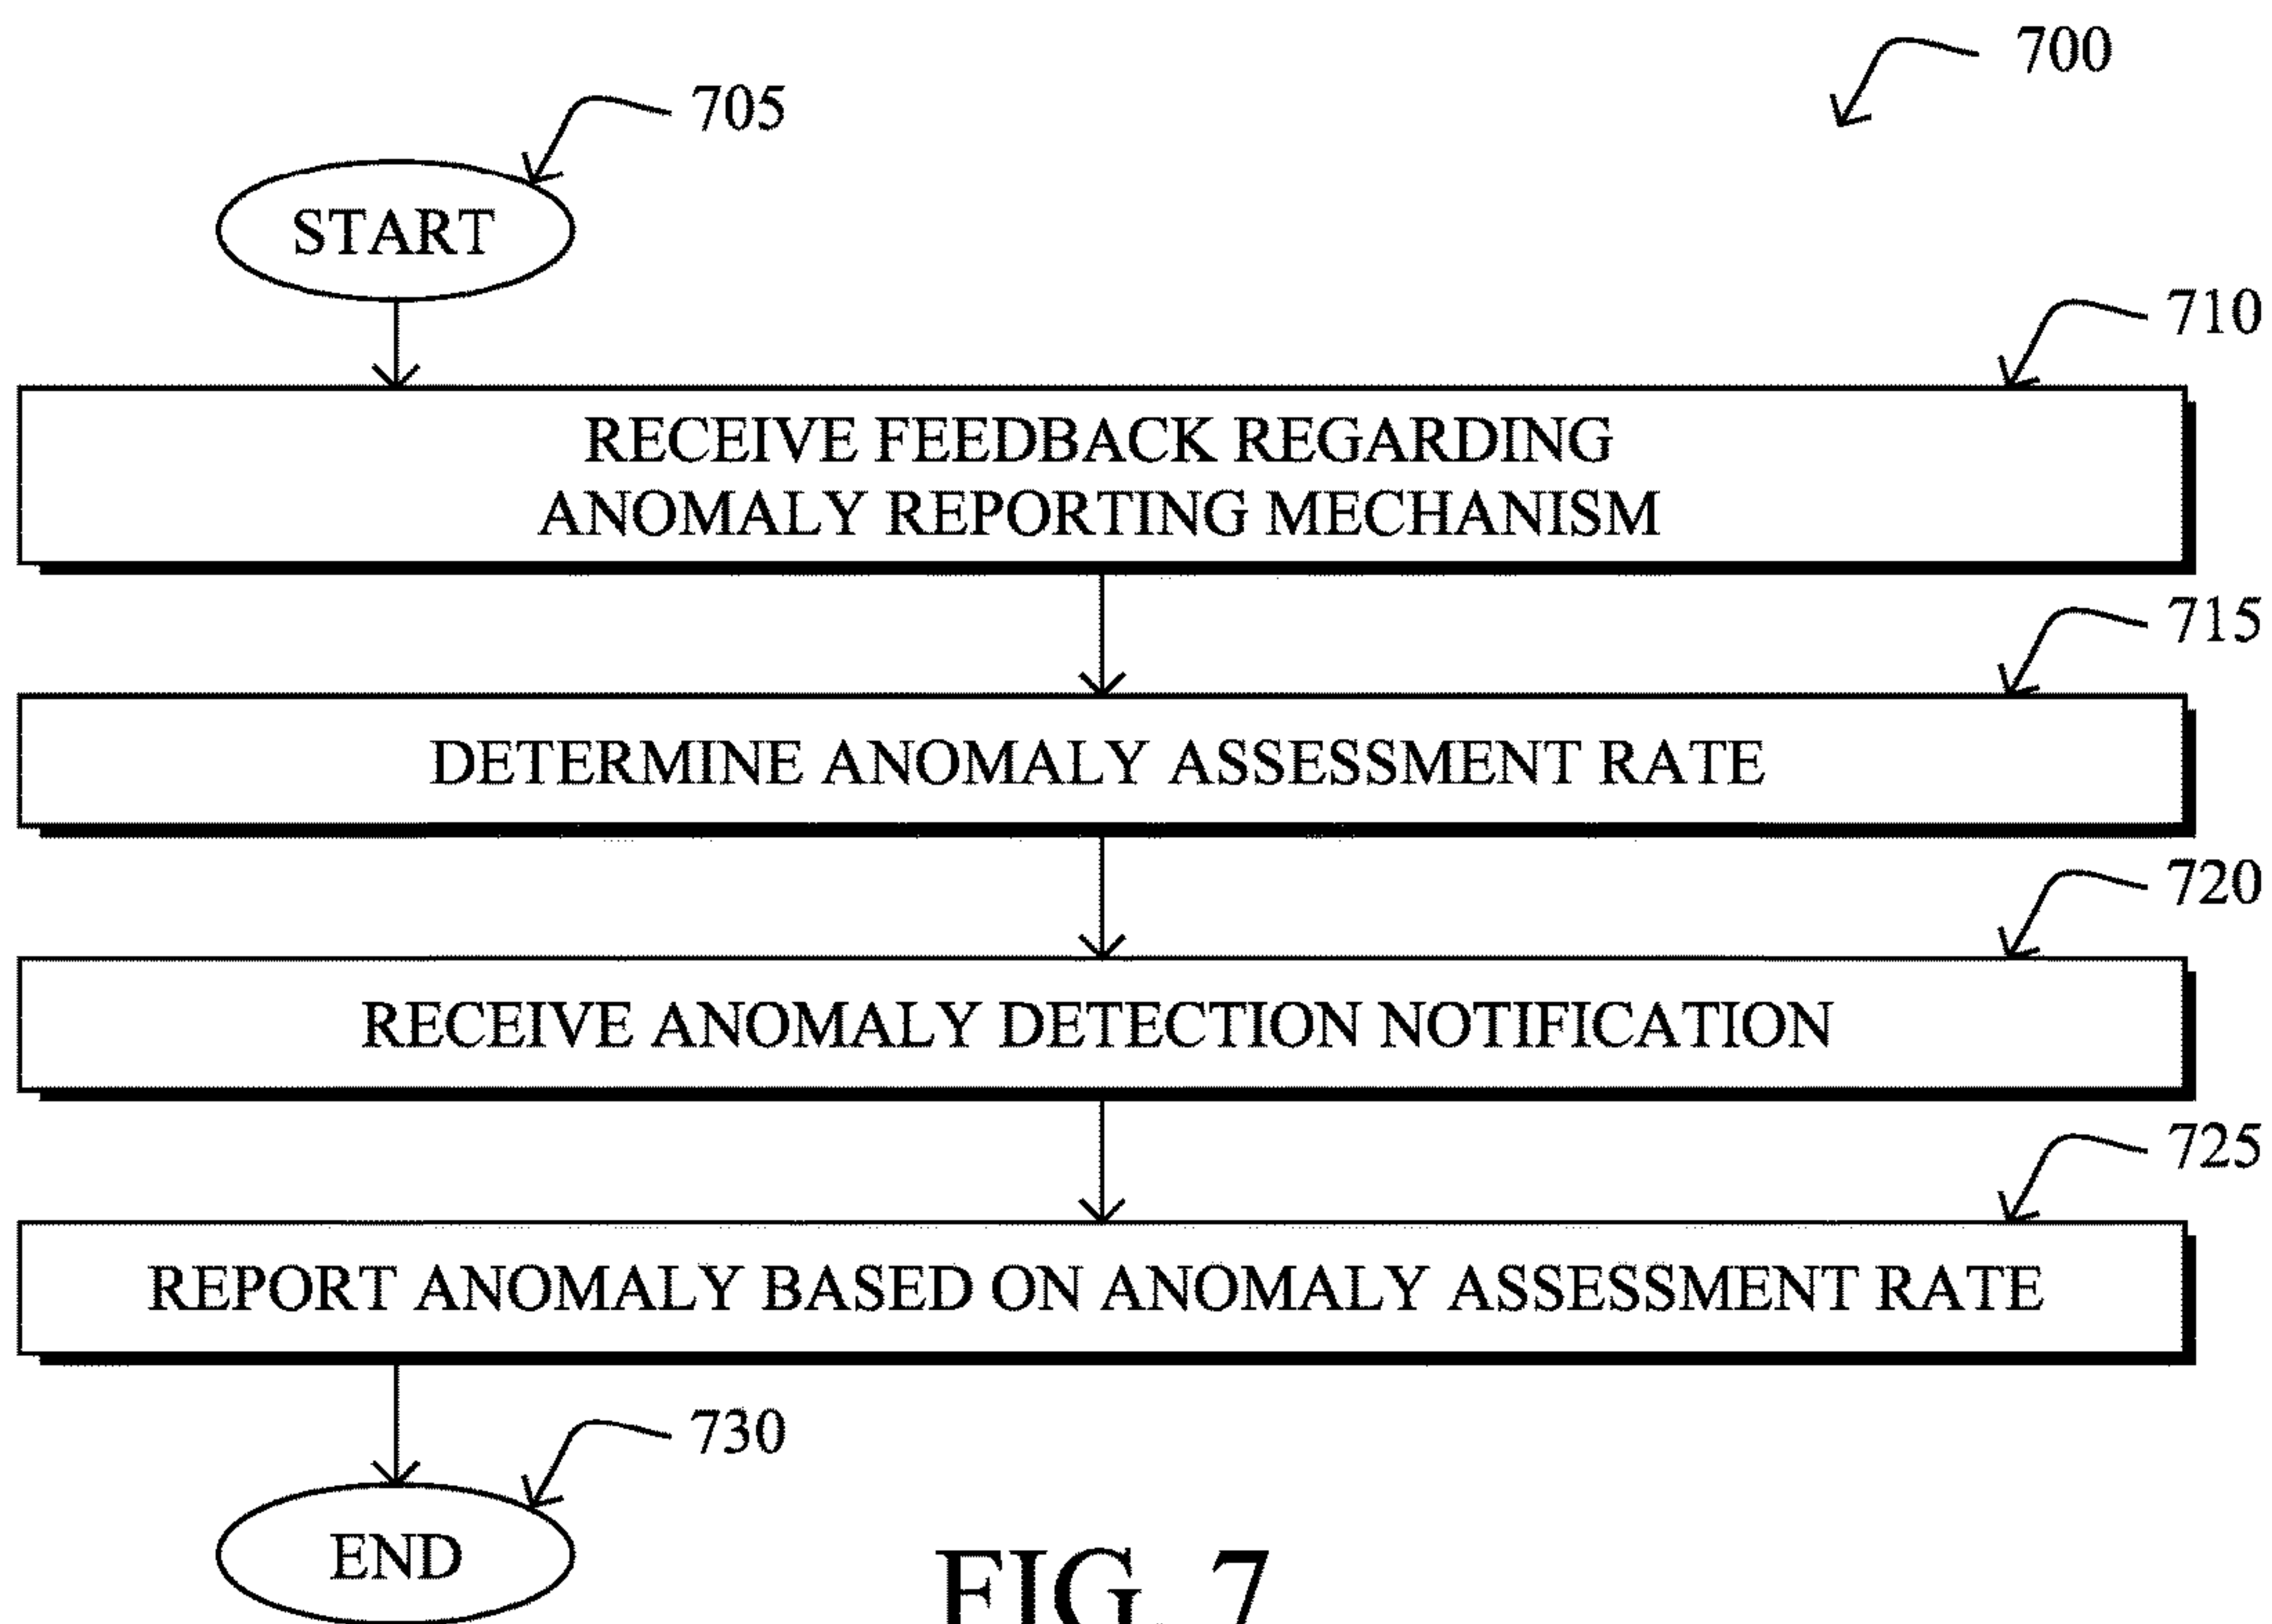 700
705
START
710
RECEIVE FEEDBACK REGARDING
ANOMALY REPORTING MECHANISM
715
DETERMINE ANOMALY ASSESSMENT RATE
720
RECEIVE ANOMALY DETECTION NOTIFICATION
725
REPORT ANOMALY BASED ON ANOMALY ASSESSMENT RATE
730
END
FIG. 7